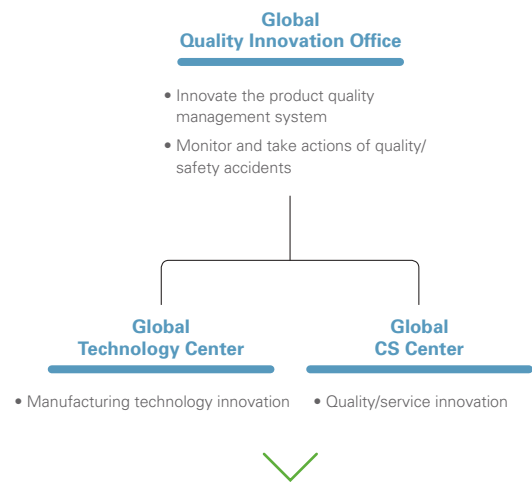 Global
Quality Innovation Office
• Innovate the product quality
management system
• Monitor and take actions of quality/
safety accidents
Global
Technology Center
• Manufacturing technology innovation
Global
CS Center
• Quality/service innovation